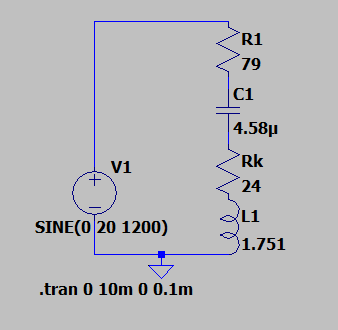 R1
79
C1
4.58µ
Rk
24
V1
L1
SINE(0 20 1200)
1.751
.tran 0 10m 0 0.1m